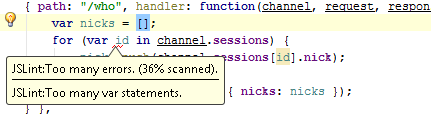 { path: "/who", handler: function(channel, request, respon
var nicks = [];
for (var id in channel.sessions) {
sessions[id].nick);
JSLint:Too many errors. (36% scanned).
JSLint:Too many var statements.
{ nicks: nicks });
} },